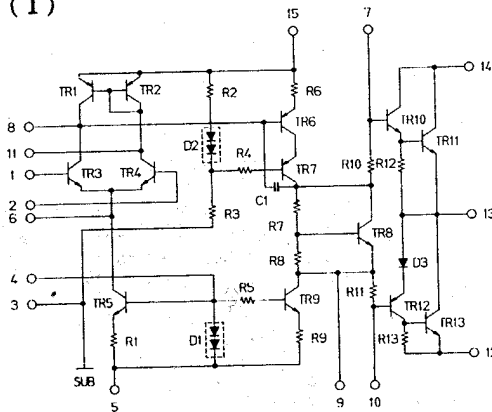 (1)
15
7
14
TR1
TR2
R2
R6
TR10
TR11
8
TR6
D2
11
R4
TR7
R10
R12
1
TR3
TR4
2
C1
13
6
R3
R7
TR8
D3
4
R8
R5
R11
3
TR5
TR9
TR12
R13
TR13
R1
D1
R9
SUB
12
5
9
10